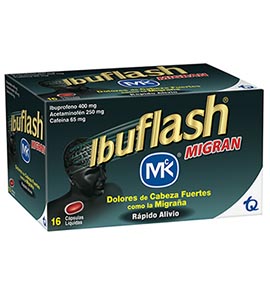 Ibuprofeno 400 mg
Acetaminofén 250 mg
Cafeína 65 mg
Ibuflash®
MIGRAN
MK
Dolores de Cabeza Fuertes
como la Migraña
Rápido Alivio
16 Cápsulas
Líquidas
TQ